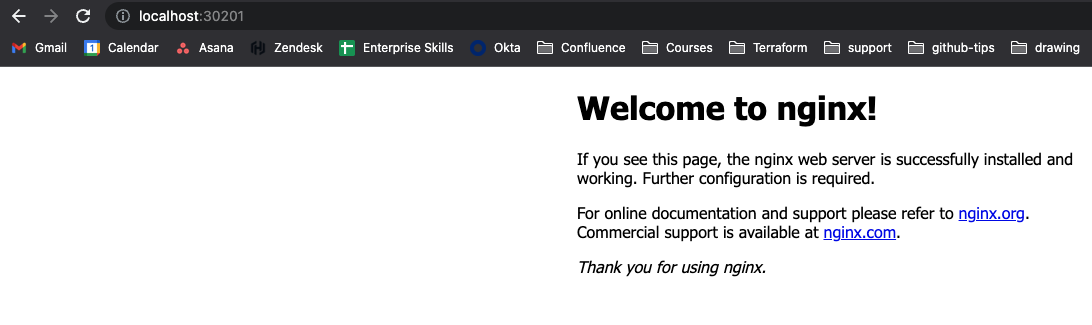 localhost:30201
Gmail Calendar Asana Zendesk Enterprise Skills Okta Confluence Courses Terraform support github-tips drawing
Welcome to nginx!
If you see this page, the nginx web server is successfully installed and
working. Further configuration is required.
For online documentation and support please refer to nginx.org.
Commercial support is available at nginx.com.
Thank you for using nginx.